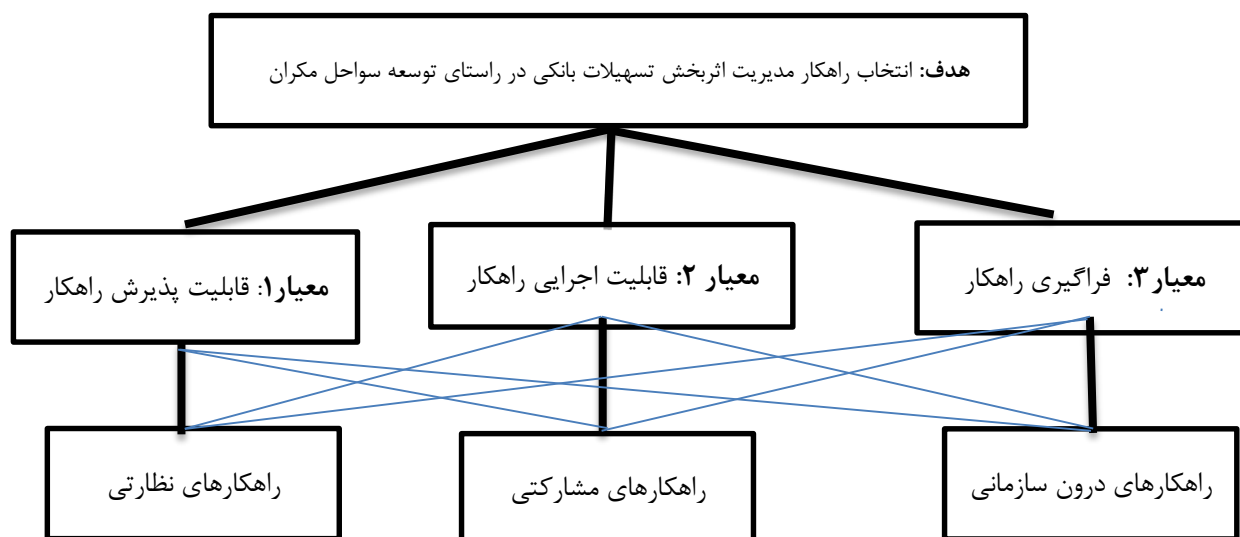 هدف: انتخاب راهکار مدیریت اثربخش تسهیلات بانکی در راستای توسعه سواحل مکران
معیار۳: فراگیری راهکار
معیار ۲: قابلیت اجرایی راهکار
معیار۱: قابلیت پذیرش راهکار
راهکارهای درون سازمانی
راهکارهای مشارکتی
راهکارهای نظارتی